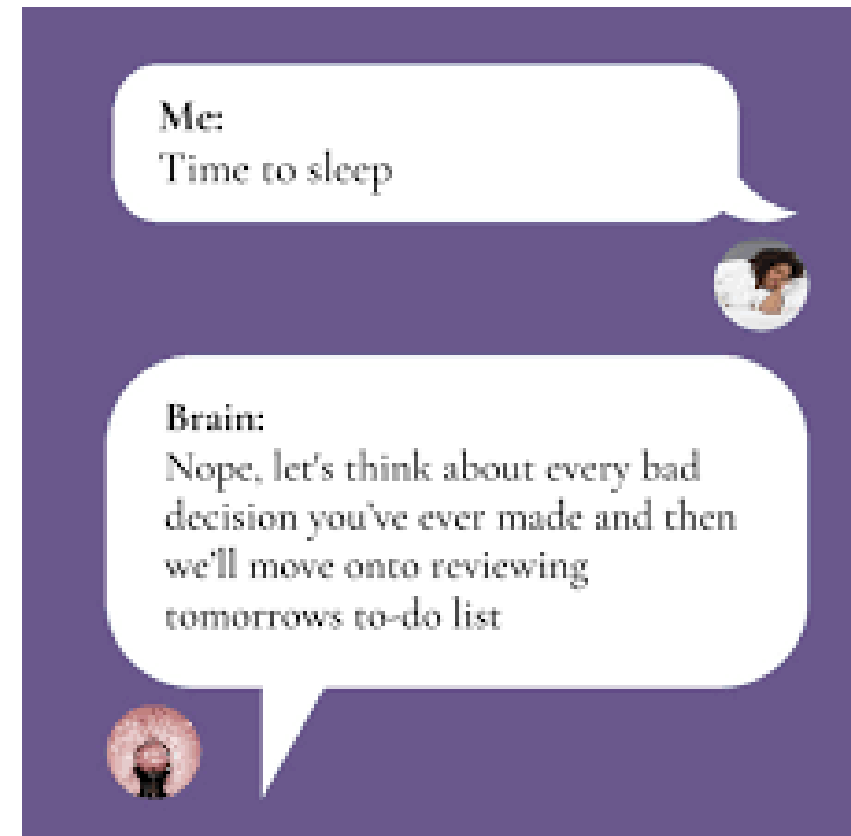 Me:
Time to sleep
Brain:
Nope, let's think about every bad
decision you've ever made and then
we'll move onto reviewing
tomorrows to-do list